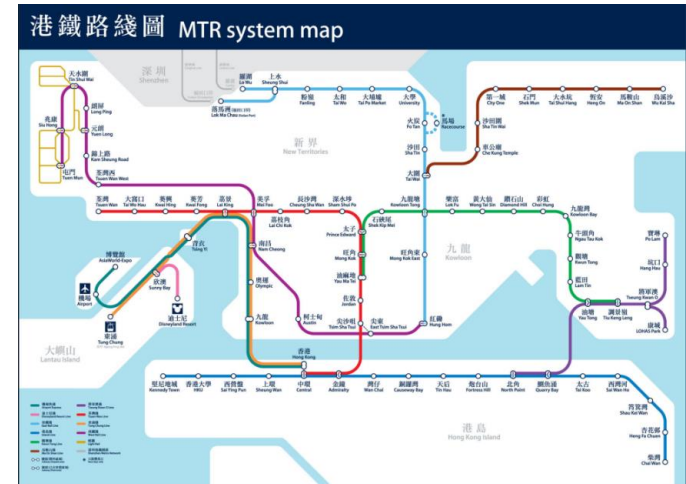 港鐵路綫圖 MTR system map
深圳
Shenzhen
新界
New Territories
九龍
Kowloon
大嶼山
Lantau Island
港島
Hong Kong Island
天水圍
Tin Shui Wai
朗屏
Long Ping
元朗
Yuen Long
錦上路
Kam Sheung Road
兆康
Siu Hong
屯門
Tuen Mun
荃灣西
Tsuen Wan West
羅湖
Lo Wu
上水
Sheung Shui
落馬洲
Lok Ma Chau
粉嶺
Fanling
太和
Tai Wo
大埔墟
Tai Po Market
大學
University
火炭
Fo Tan
馬場
Racecourse
沙田
Sha Tin
大圍
Tai Wai
第一城
City One
石門
Shek Mun
大水坑
Tai Shui Hang
恆安
Heng On
馬鞍山
Ma On Shan
烏溪沙
Wu Kai Sha
沙田圍
Sha Tin Wai
車公廟
Che Kung Temple
荃灣
Tsuen Wan
大窩口
Tai Wo Hau
葵興
Kwai Hing
葵芳
Kwai Fong
荔景
Lai King
美孚
Mei Foo
荔枝角
Lai Chi Kok
長沙灣
Cheung Sha Wan
深水埗
Sham Shui Po
太子
Prince Edward
石硤尾
Shek Kip Mei
九龍塘
Kowloon Tong
樂富
Lok Fu
黃大仙
Wong Tai Sin
鑽石山
Diamond Hill
彩虹
Choi Hung
九龍灣
Kowloon Bay
牛頭角
Ngau Tau Kok
觀塘
Kwun Tong
藍田
Lam Tin
油塘
Yau Tong
調景嶺
Tiu Keng Leng
將軍澳
Tseung Kwan O
寶琳
Po Lam
坑口
Hang Hau
康城
LOHAS Park
青衣
Tsing Yi
南昌
Nam Cheong
奧運
Olympic
九龍
Kowloon
柯士甸
Austin
旺角
Mong Kok
旺角東
Mong Kok East
油麻地
Yau Ma Tei
佐敦
Jordan
尖沙咀
Tsim Sha Tsui
尖東
East Tsim Sha Tsui
紅磡
Hung Hom
博覽館
AsiaWorld-Expo
機場
Airport
欣澳
Sunny Bay
迪士尼
Disneyland Resort
東涌
Tung Chung
香港
Hong Kong
堅尼地城
Kennedy Town
香港大學
HKU
西營盤
Sai Ying Pun
上環
Sheung Wan
中環
Central
金鐘
Admiralty
灣仔
Wan Chai
銅鑼灣
Causeway Bay
天后
Tin Hau
炮台山
Fortress Hill
北角
North Point
鰂魚涌
Quarry Bay
太古
Tai Koo
西灣河
Sai Wan Ho
筲箕灣
Shau Kei Wan
杏花邨
Heng Fa Chuen
柴灣
Chai Wan